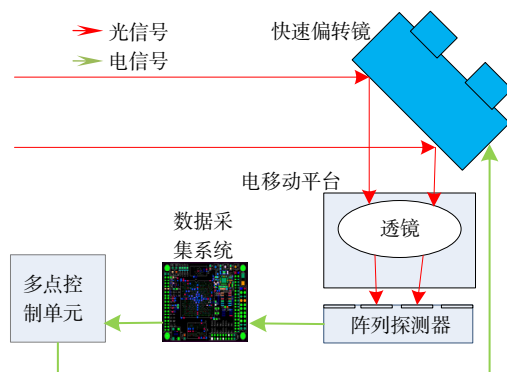 光信号
电信号
快速偏转镜
电移动平台
透镜
数据采
集系统
多点控
制单元
阵列探测器